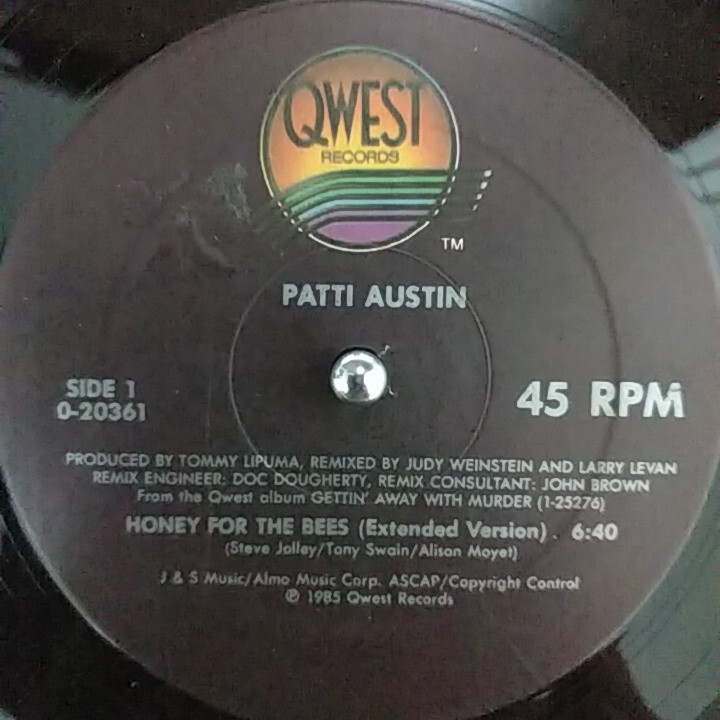 QWEST
RECORDS
TM
PATTI AUSTIN
SIDE 1
0-20361
45 RPM
PRODUCED BY TOMMY LIPUMA, REMIXED BY JUDY WEINSTEIN AND LARRY LEVAN
REMIX ENGINEER: DOC DOUGHERTY, REMIX CONSULTANT: JOHN BROWN
From the Qwest album GETTIN' AWAY WITH MURDER (1-25276)
HONEY FOR THE BEES (Extended Version) . 6:40
(Steve Jolley/Tony Swain/Alison Moyet)
J & S Music/Almo Music Corp. ASCAP/Copyright Control
℗ 1985 Qwest Records